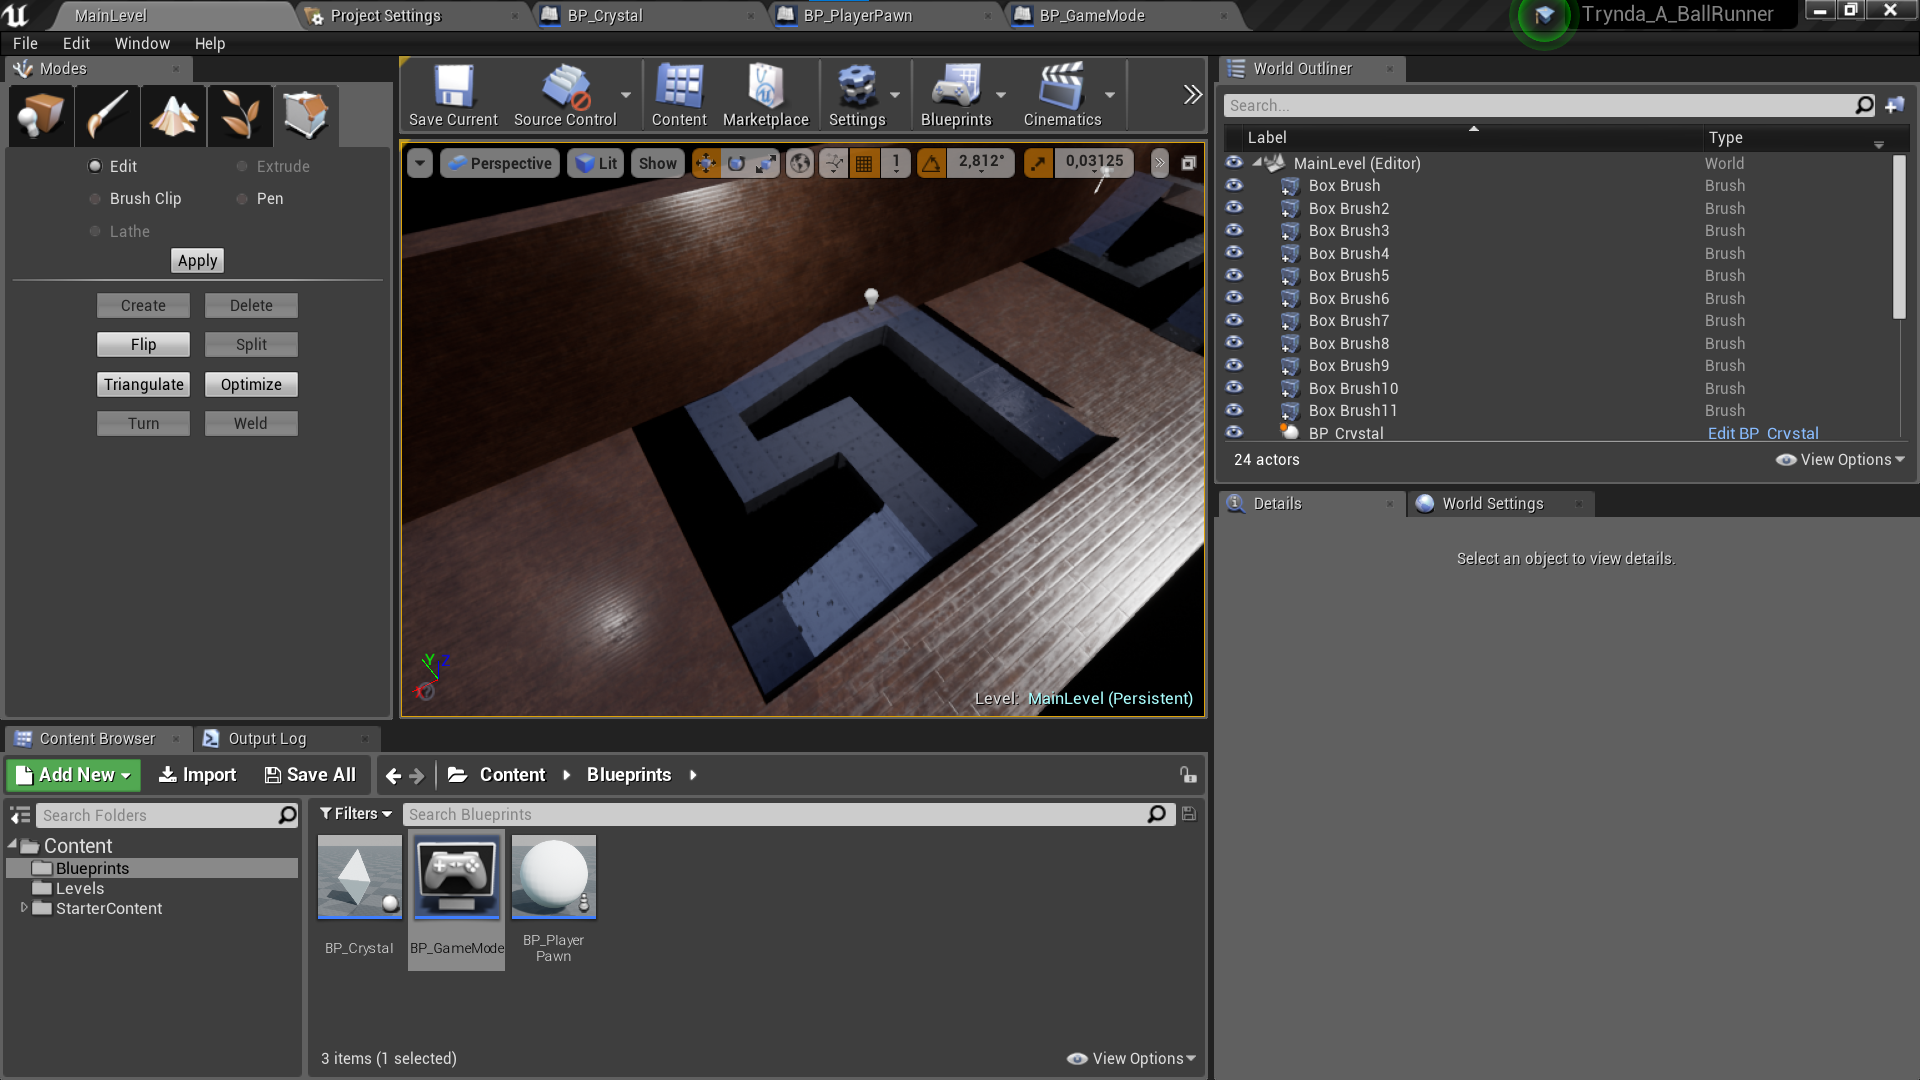 MainLevel
Project Settings
BP_Crystal
BP_PlayerPawn
BP_GameMode
Trynda_A_BallRunner
File Edit Window Help
Modes
Edit
Extrude
Brush Clip
Pen
Lathe
Apply
Create
Delete
Flip
Split
Triangulate
Optimize
Turn
Weld
Save Current
Source Control
Content
Marketplace
Settings
Blueprints
Cinematics
Perspective
Lit
Show
1
2,812°
0,03125
Y
Z
Level: MainLevel (Persistent)
World Outliner
Search...
Label
Type
MainLevel (Editor) World
Box Brush Brush
Box Brush2 Brush
Box Brush3 Brush
Box Brush4 Brush
Box Brush5 Brush
Box Brush6 Brush
Box Brush7 Brush
Box Brush8 Brush
Box Brush9 Brush
Box Brush10 Brush
Box Brush11 Brush
BP_Crystal Edit BP_Crystal
24 actors
View Options
Details
World Settings
Select an object to view details.
Content Browser
Output Log
Add New
Import
Save All
Content
Blueprints
Search Folders
Filters
Search Blueprints
Content
Blueprints
Levels
StarterContent
BP_Crystal
BP_GameMode
BP_Player
Pawn
3 items (1 selected)
View Options